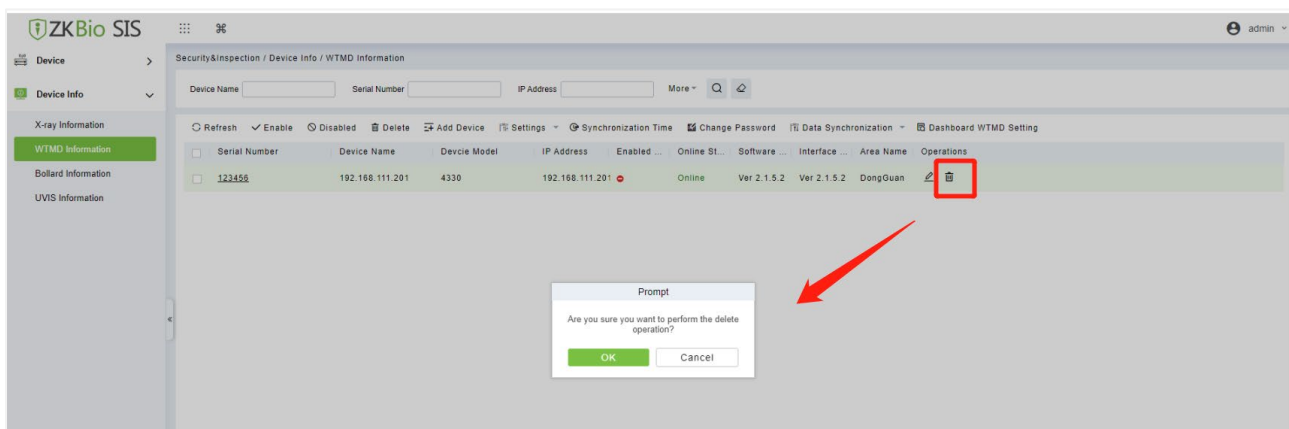 ZKBio SIS
admin
Device
Security&Inspection / Device Info / WTMD Information
Device Info
Device Name Serial Number IP Address More
X-ray Information
Refresh Enable Disabled Delete Add Device Settings Synchronization Time Change Password Data Synchronization Dashboard WTMD Setting
WTMD Information
Serial Number Device Name Devcie Model IP Address Enabled ... Online St... Software ... Interface ... Area Name Operations
Bollard Information
123456 192.168.111.201 4330 192.168.111.201 Online Ver 2.1.5.2 Ver 2.1.5.2 DongGuan
UVIS Information
Prompt
Are you sure you want to perform the delete
operation?
OK Cancel